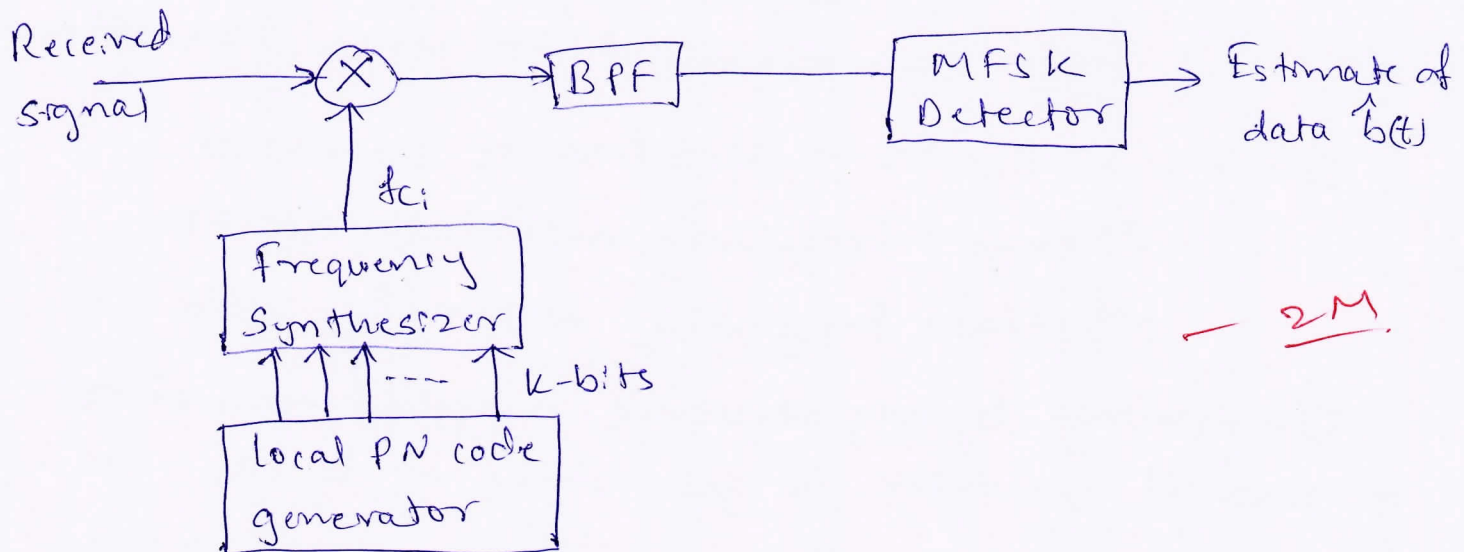 Received
signal
X
BPF
MFSK
Detector
Estimate of
data b̂(t)
fci
frequency
Synthesizer
---- k-bits
local PN code
generator
— 2M